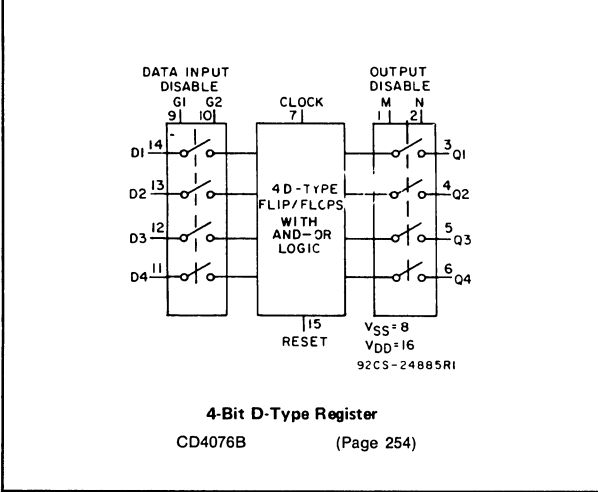 DATA INPUT
DISABLE
G1 G2
9 10
CLOCK
7
OUTPUT
DISABLE
M N
1 2
D1 14
D2 13
D3 12
D4 11
4 D-TYPE
FLIP/FLOPS
WITH
AND-OR
LOGIC
3 Q1
4 Q2
5 Q3
6 Q4
15
RESET
VSS=8
VDD=16
92CS-24885R1
4-Bit D-Type Register
CD4076B (Page 254)